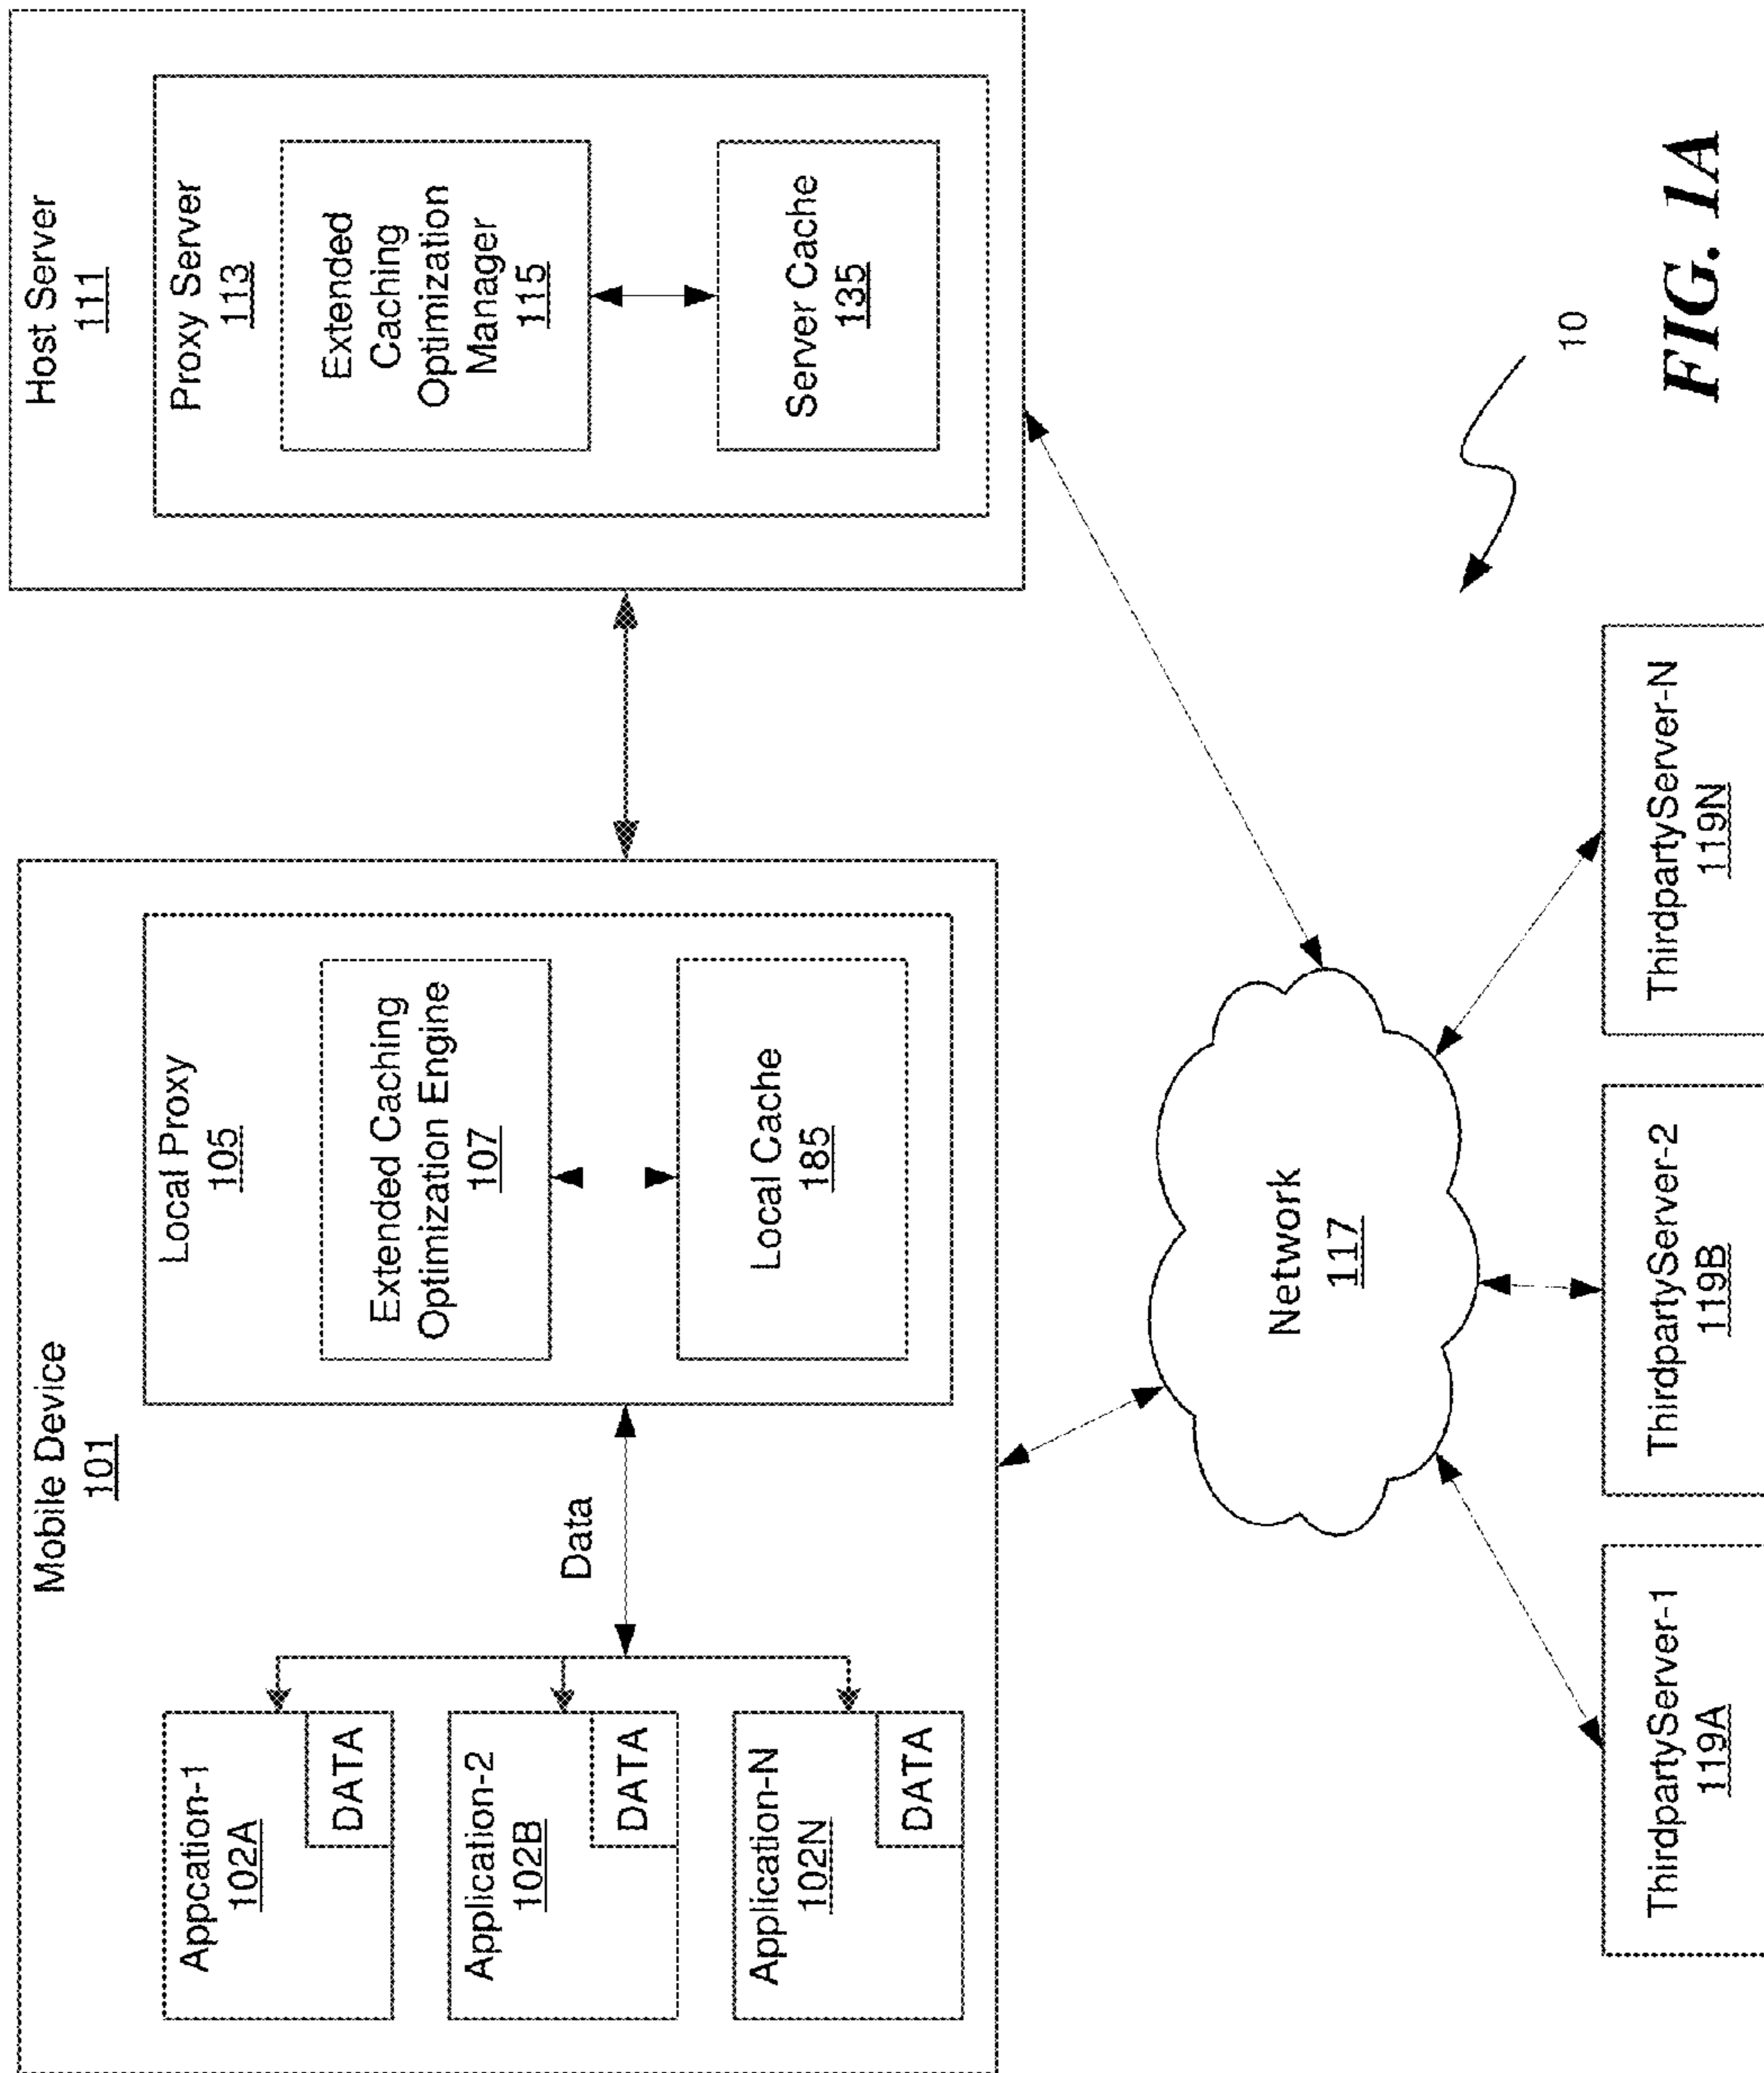 Mobile Device
101
Appcation-1
102A
DATA
Application-2
102B
DATA
Application-N
102N
DATA
Data
Local Proxy
105
Extended Caching
Optimization Engine
107
Local Cache
185
Host Server
111
Proxy Server
113
Extended
Caching
Optimization
Manager
115
Server Cache
135
Network
117
10
ThirdpartyServer-1
119A
ThirdpartyServer-2
119B
ThirdpartyServer-N
119N
FIG. 1A